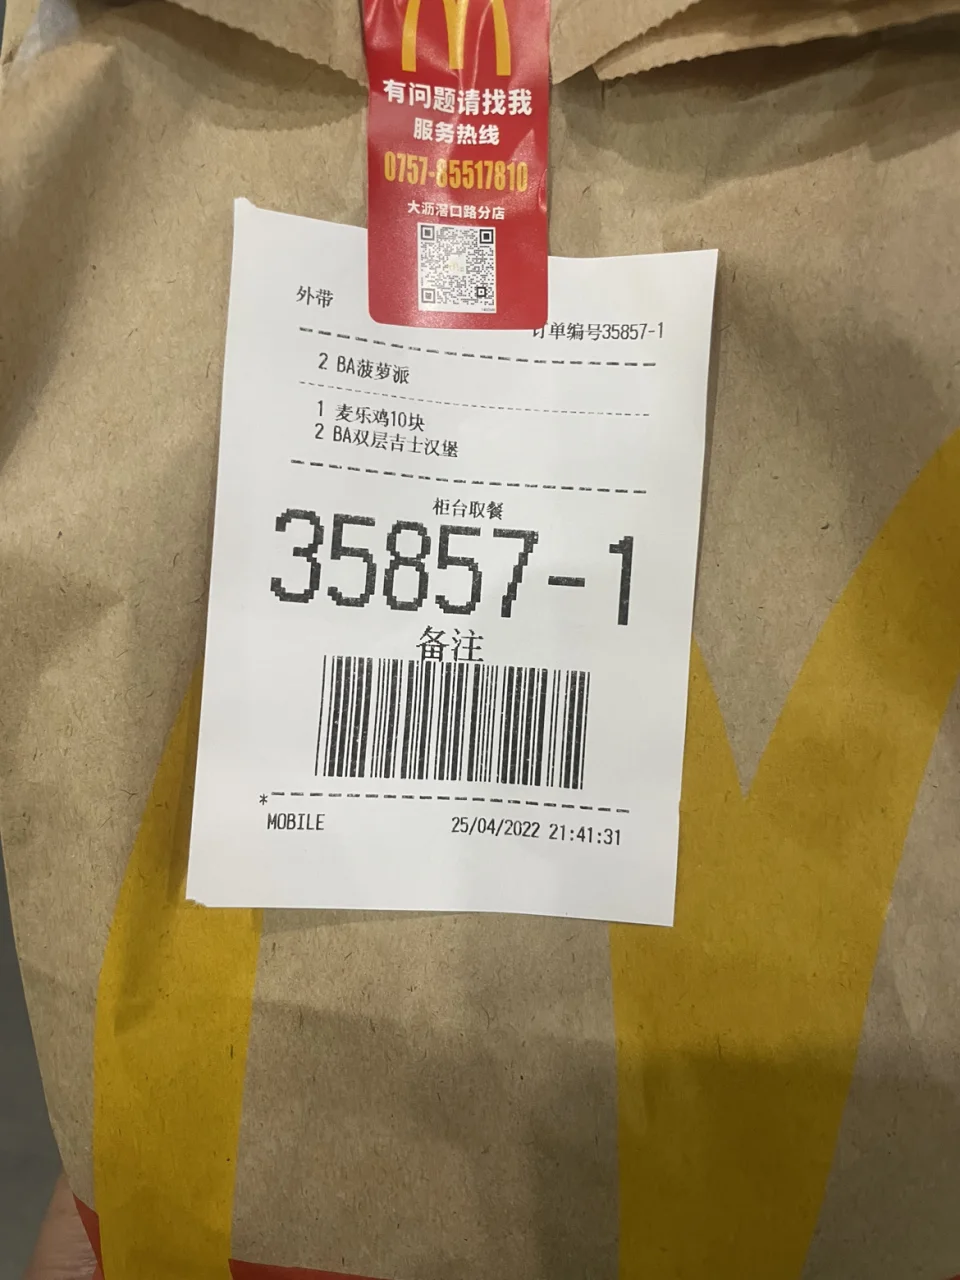 有问题请找我
服务热线
0757-85517810
大沥滘口路分店
外带
订单编号35857-1
2 BA菠萝派
1 麦乐鸡10块
2 BA双层吉士汉堡
柜台取餐
35857-1
备注
*
MOBILE 25/04/2022 21:41:31